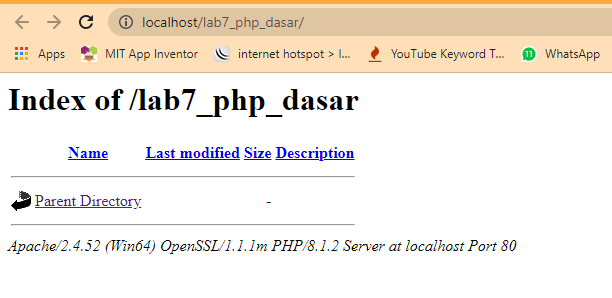 localhost/lab7_php_dasar/
Apps MIT App Inventor internet hotspot > I... YouTube Keyword T... 11 WhatsApp
Index of /lab7_php_dasar
Name Last modified Size Description
Parent Directory -
Apache/2.4.52 (Win64) OpenSSL/1.1.1m PHP/8.1.2 Server at localhost Port 80